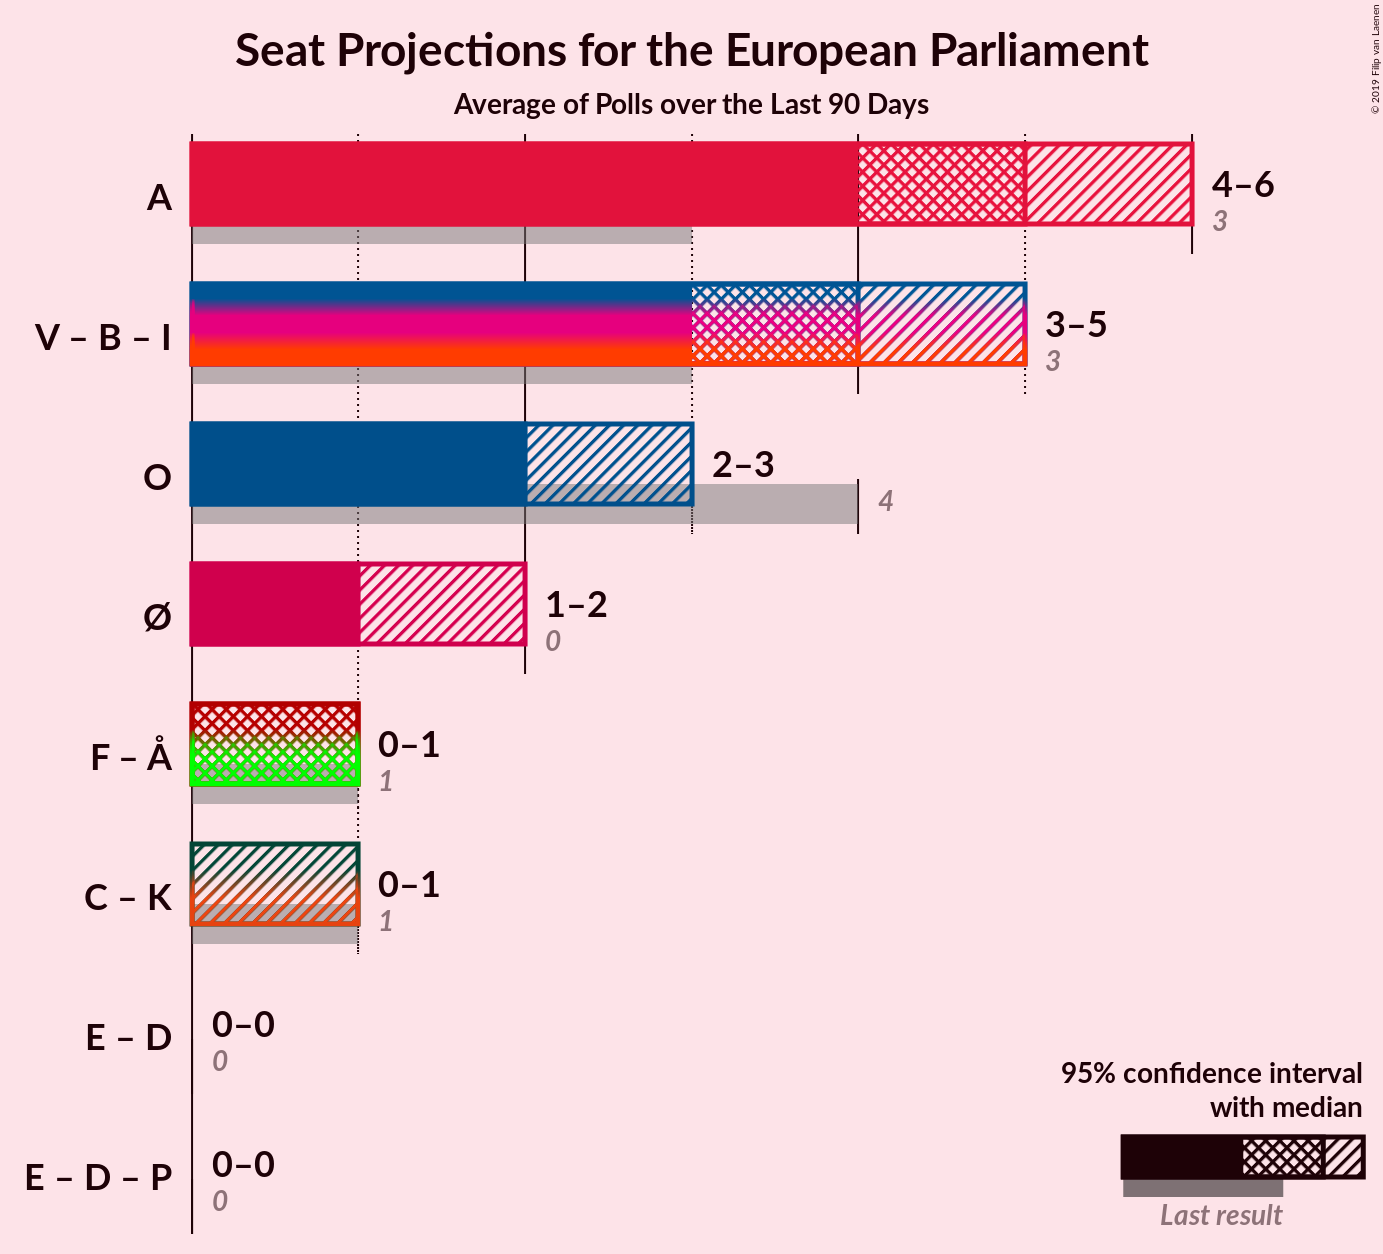 Seat Projections for the European Parliament
Average of Polls over the Last 90 Days
© 2019 Filip van Laenen
A
4–6
3
V – B – I
3–5
3
O
2–3
4
Ø
1–2
0
F – Å
0–1
1
C – K
0–1
1
E – D
0–0
0
E – D – P
0–0
0
95% confidence interval
with median
Last result